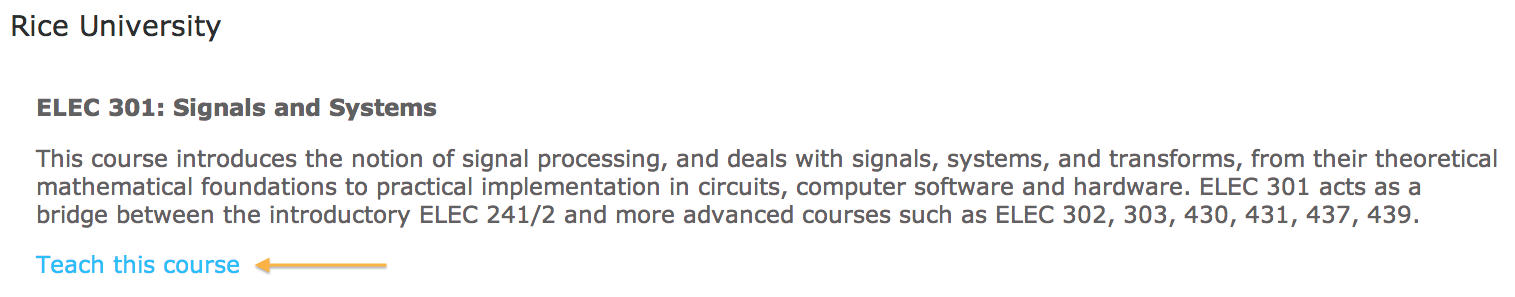 Rice University
ELEC 301: Signals and Systems
This course introduces the notion of signal processing, and deals with signals, systems, and transforms, from their theoretical
mathematical foundations to practical implementation in circuits, computer software and hardware. ELEC 301 acts as a
bridge between the introductory ELEC 241/2 and more advanced courses such as ELEC 302, 303, 430, 431, 437, 439.
Teach this course